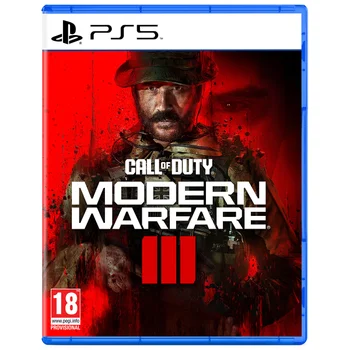 PS5
CALL OF DUTY
MODERN
WARFARE
III
18
www.pegi.info
PROVISIONAL